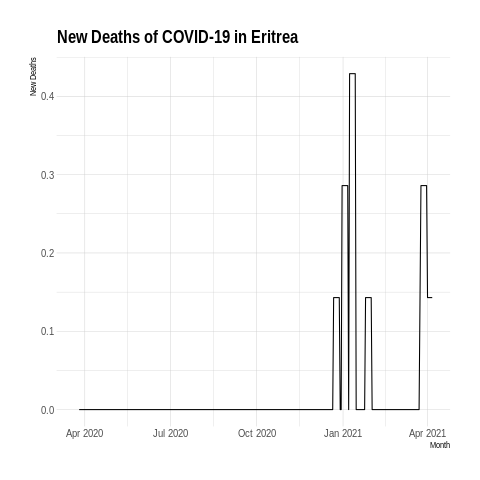 New Deaths of COVID-19 in Eritrea
New Deaths
0.4
0.3
0.2
0.1
0.0
Apr 2020 Jul 2020 Oct 2020 Jan 2021 Apr 2021
Month